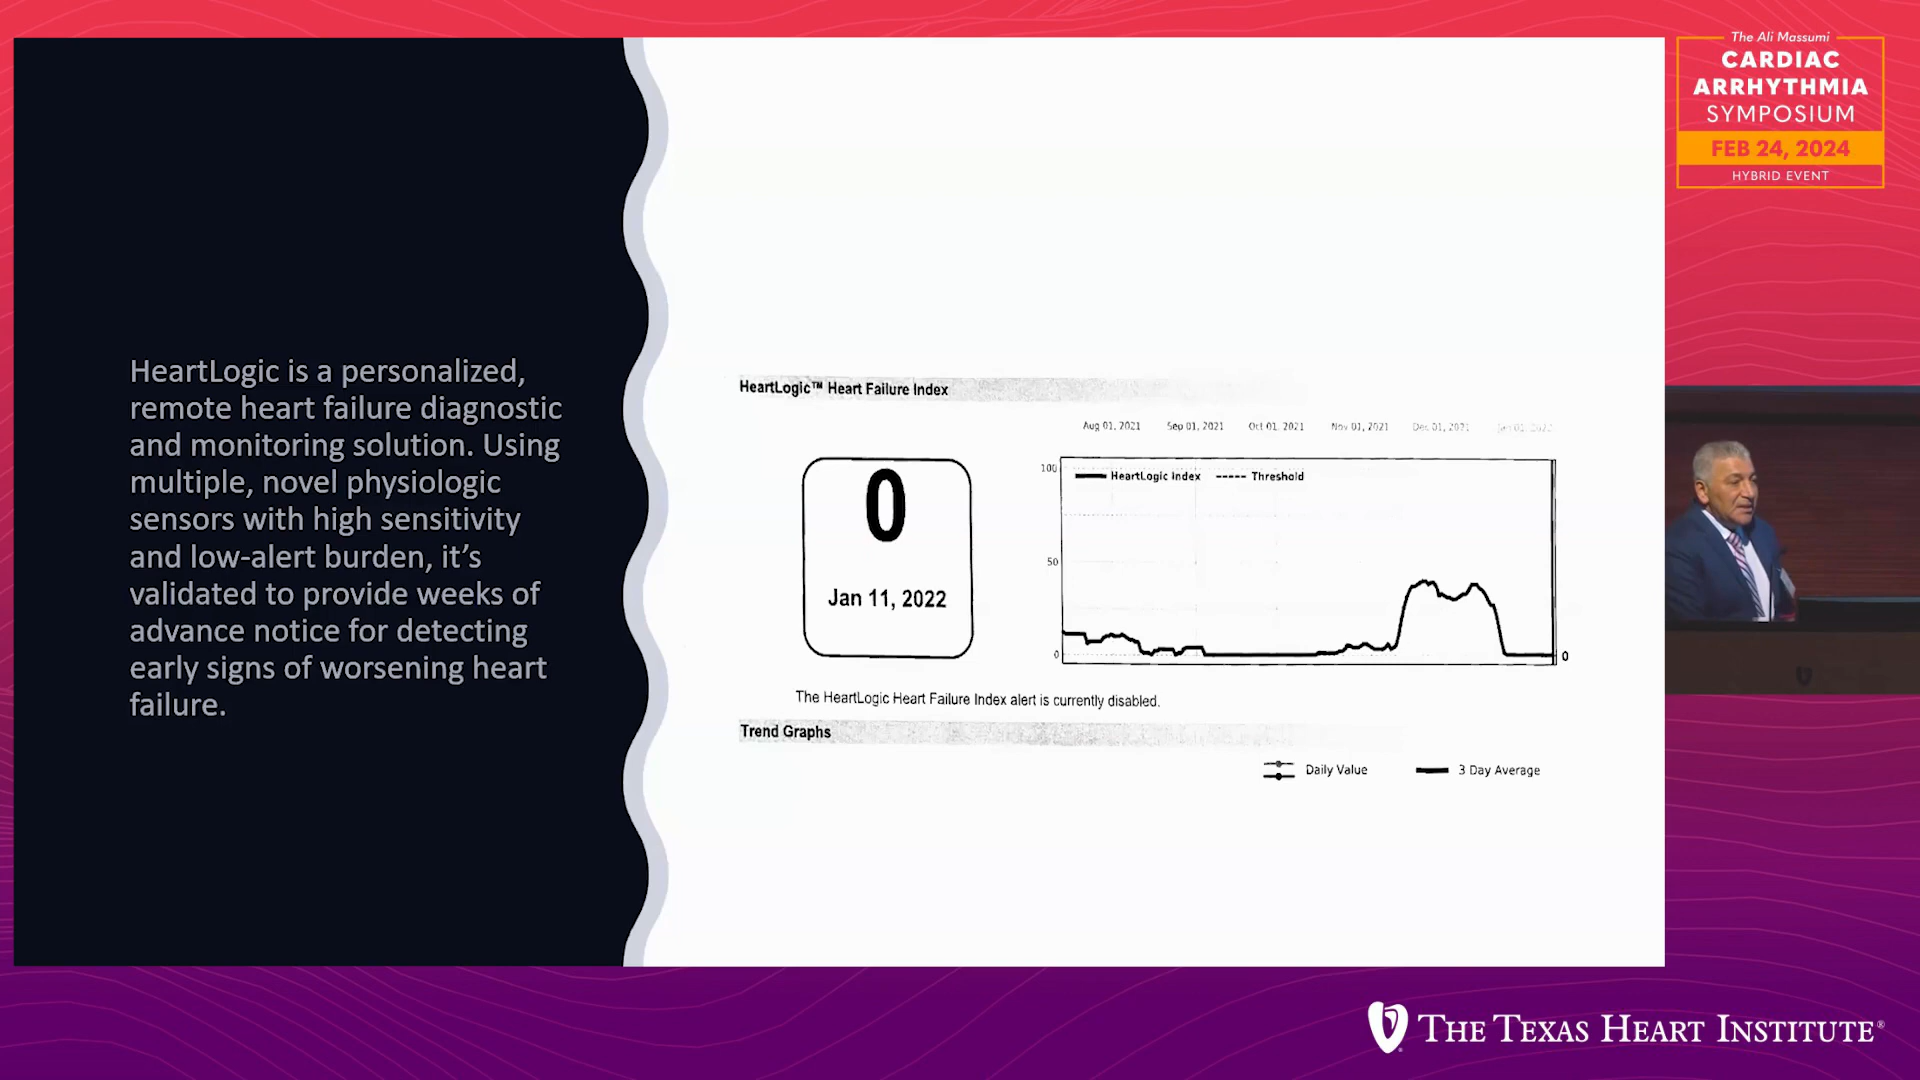 The Ali Massumi
CARDIAC
ARRHYTHMIA
SYMPOSIUM
FEB 24, 2024
HYBRID EVENT
HeartLogic is a personalized,
remote heart failure diagnostic
and monitoring solution. Using
multiple, novel physiologic
sensors with high sensitivity
and low-alert burden, it’s
validated to provide weeks of
advance notice for detecting
early signs of worsening heart
failure.
HeartLogic™ Heart Failure Index
Aug 01, 2021 Sep 01, 2021 Oct 01, 2021 Nov 01, 2021 Dec 01, 2021 Jan 01, 2022
0
Jan 11, 2022
100
HeartLogic Index Threshold
50
0
0
The HeartLogic Heart Failure Index alert is currently disabled.
Trend Graphs
Daily Value 3 Day Average
THE TEXAS HEART INSTITUTE®